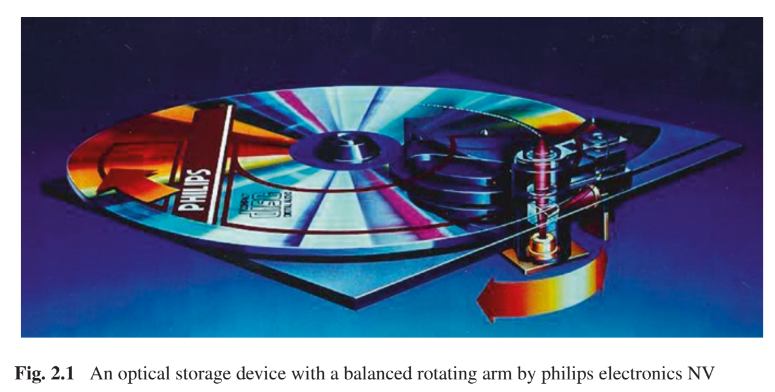 PHILIPS
COMPACT
disc
DIGITAL AUDIO
Fig. 2.1 An optical storage device with a balanced rotating arm by philips electronics NV